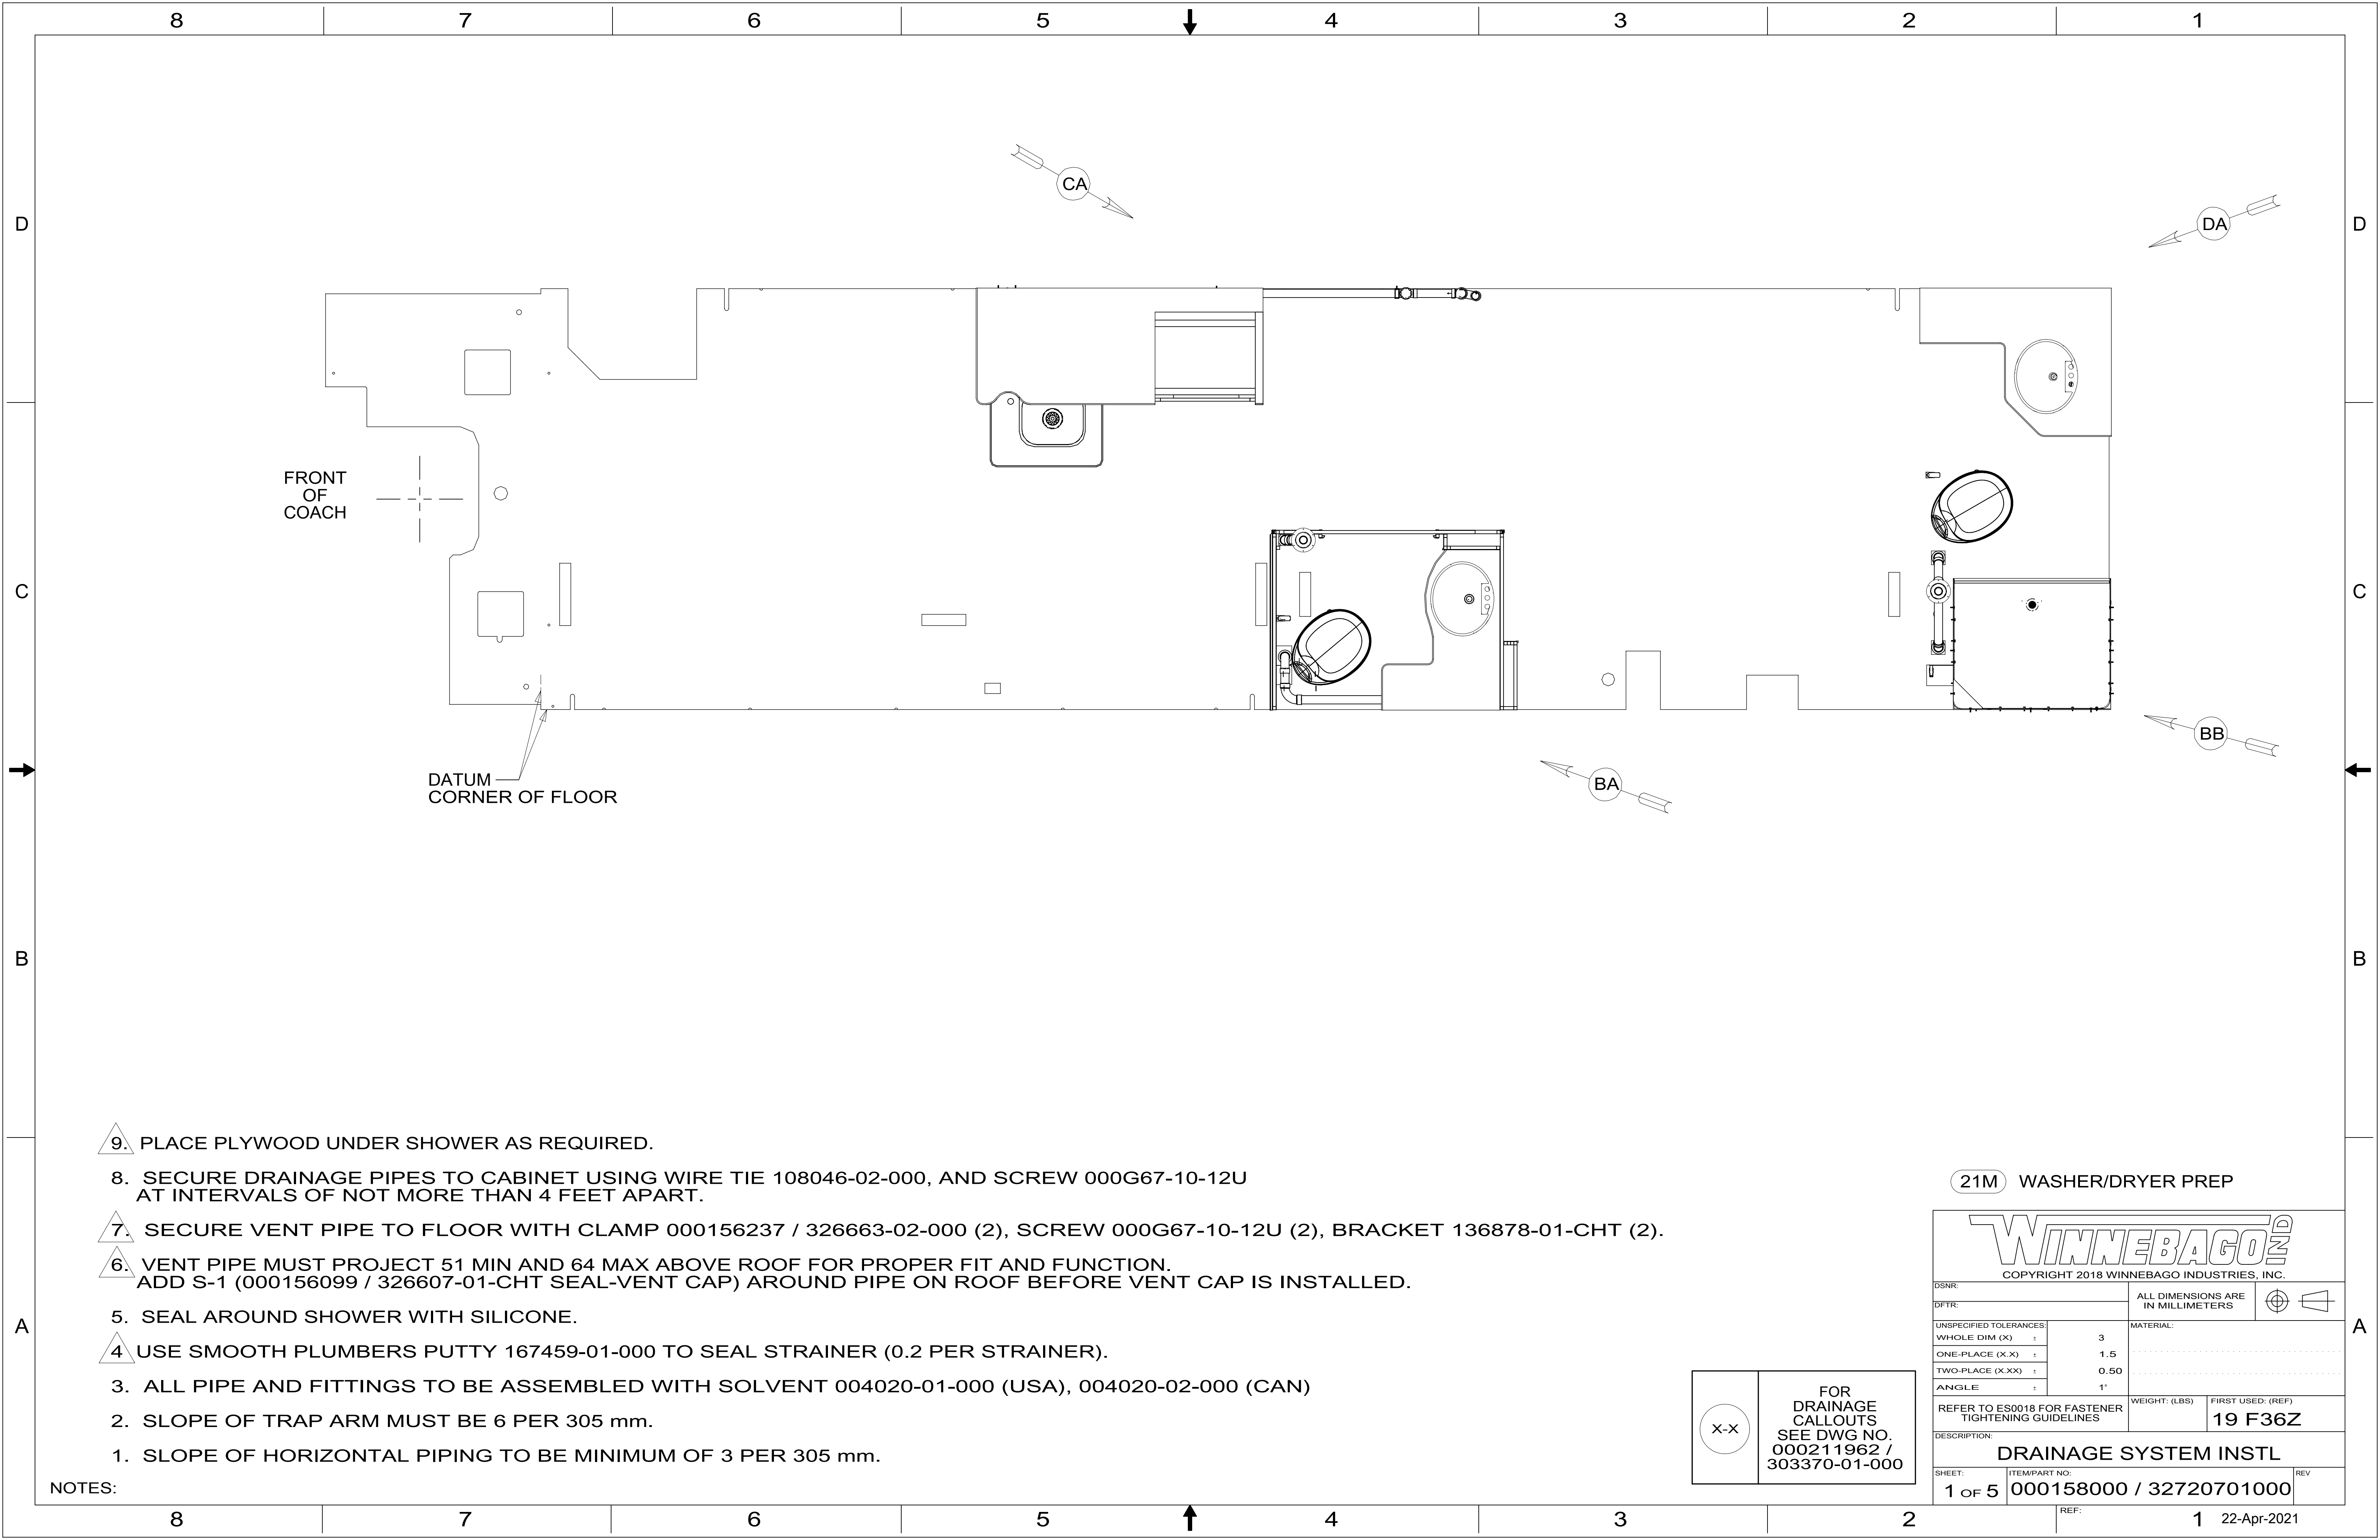 8 7 6 5 4 3 2 1
CA
DA
D D
FRONT
OF
COACH
C C
BB
DATUM
CORNER OF FLOOR
BA
B B
9. PLACE PLYWOOD UNDER SHOWER AS REQUIRED.
8. SECURE DRAINAGE PIPES TO CABINET USING WIRE TIE 108046-02-000, AND SCREW 000G67-10-12U
AT INTERVALS OF NOT MORE THAN 4 FEET APART.
7. SECURE VENT PIPE TO FLOOR WITH CLAMP 000156237 / 326663-02-000 (2), SCREW 000G67-10-12U (2), BRACKET 136878-01-CHT (2).
6. VENT PIPE MUST PROJECT 51 MIN AND 64 MAX ABOVE ROOF FOR PROPER FIT AND FUNCTION.
ADD S-1 (000156099 / 326607-01-CHT SEAL-VENT CAP) AROUND PIPE ON ROOF BEFORE VENT CAP IS INSTALLED.
5. SEAL AROUND SHOWER WITH SILICONE.
4 USE SMOOTH PLUMBERS PUTTY 167459-01-000 TO SEAL STRAINER (0.2 PER STRAINER).
3. ALL PIPE AND FITTINGS TO BE ASSEMBLED WITH SOLVENT 004020-01-000 (USA), 004020-02-000 (CAN)
2. SLOPE OF TRAP ARM MUST BE 6 PER 305 mm.
1. SLOPE OF HORIZONTAL PIPING TO BE MINIMUM OF 3 PER 305 mm.
NOTES:
A A
X-X
FOR
DRAINAGE
CALLOUTS
SEE DWG NO.
000211962 /
303370-01-000
21M WASHER/DRYER PREP
WINNEBAGO IND
COPYRIGHT 2018 WINNEBAGO INDUSTRIES, INC.
DSNR:
DFTR:
ALL DIMENSIONS ARE
IN MILLIMETERS
UNSPECIFIED TOLERANCES:
WHOLE DIM (X) ± 3
ONE-PLACE (X.X) ± 1.5
TWO-PLACE (X.XX) ± 0.50
ANGLE ± 1°
MATERIAL:
REFER TO ES0018 FOR FASTENER
TIGHTENING GUIDELINES
WEIGHT: (LBS)
FIRST USED: (REF)
19 F36Z
DESCRIPTION:
DRAINAGE SYSTEM INSTL
SHEET:
1 OF 5
ITEM/PART NO:
000158000 / 32720701000
REV
REF:
8 7 6 5 4 3 2 1
22-Apr-2021